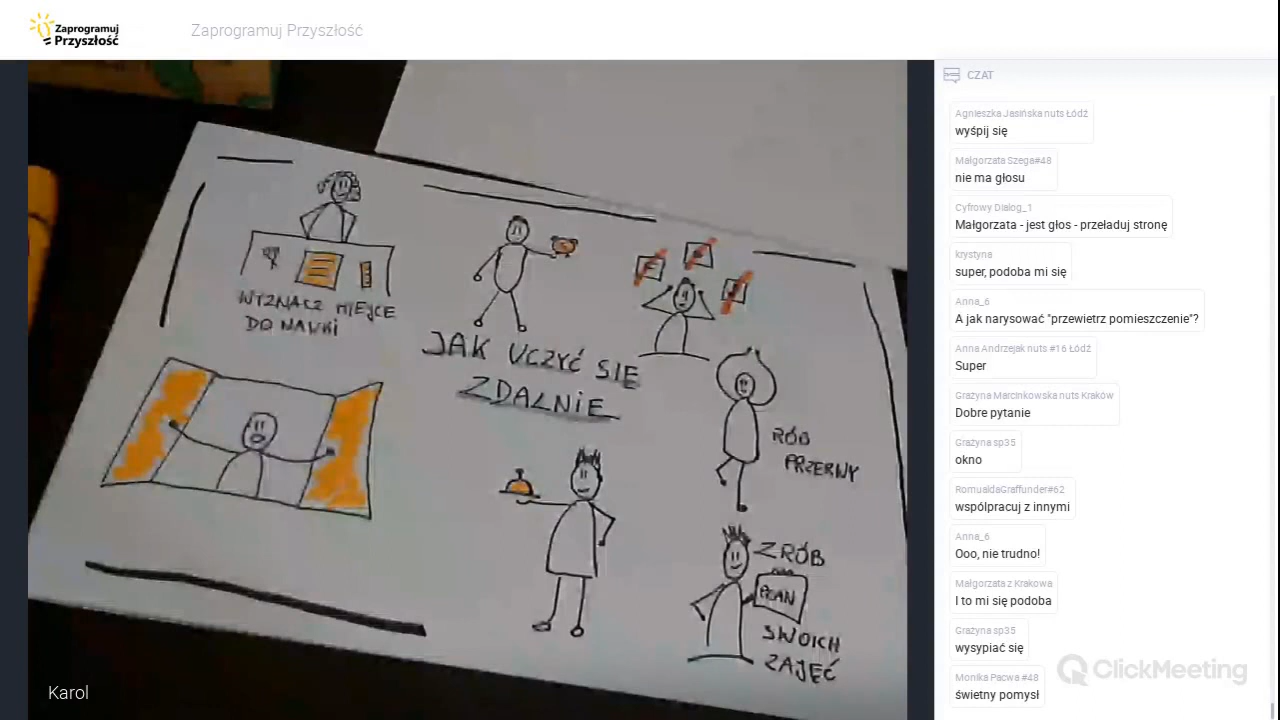 Zaprogramuj
Przyszłość
Zaprogramuj Przyszłość
WYZNACZ MIEJCE
DO NAUKI
JAK UCZYĆ SIĘ
ZDALNIE
RÓB
PRZERWY
ZRÓB
PLAN
SWOICH
ZAJĘĆ
Karol
CZAT
Agnieszka Jasińska nuts Łódź
wyśpij się
Małgorzata Szega#48
nie ma głosu
Cyfrowy Dialog_1
Małgorzata - jest głos - przeładuj stronę
krystyna
super, podoba mi się
Anna_6
A jak narysować "przewietrz pomieszczenie"?
Anna Andrzejak nuts #16 Łódź
Super
Grażyna Marcinkowska nuts Kraków
Dobre pytanie
Grażyna sp35
okno
RomualdaGraffunder#62
wspólpracuj z innymi
Anna_6
Ooo, nie trudno!
Małgorzata z Krakowa
I to mi się podoba
Grażyna sp35
wysypiać się
Monika Pacwa #48
świetny pomysł
ClickMeeting